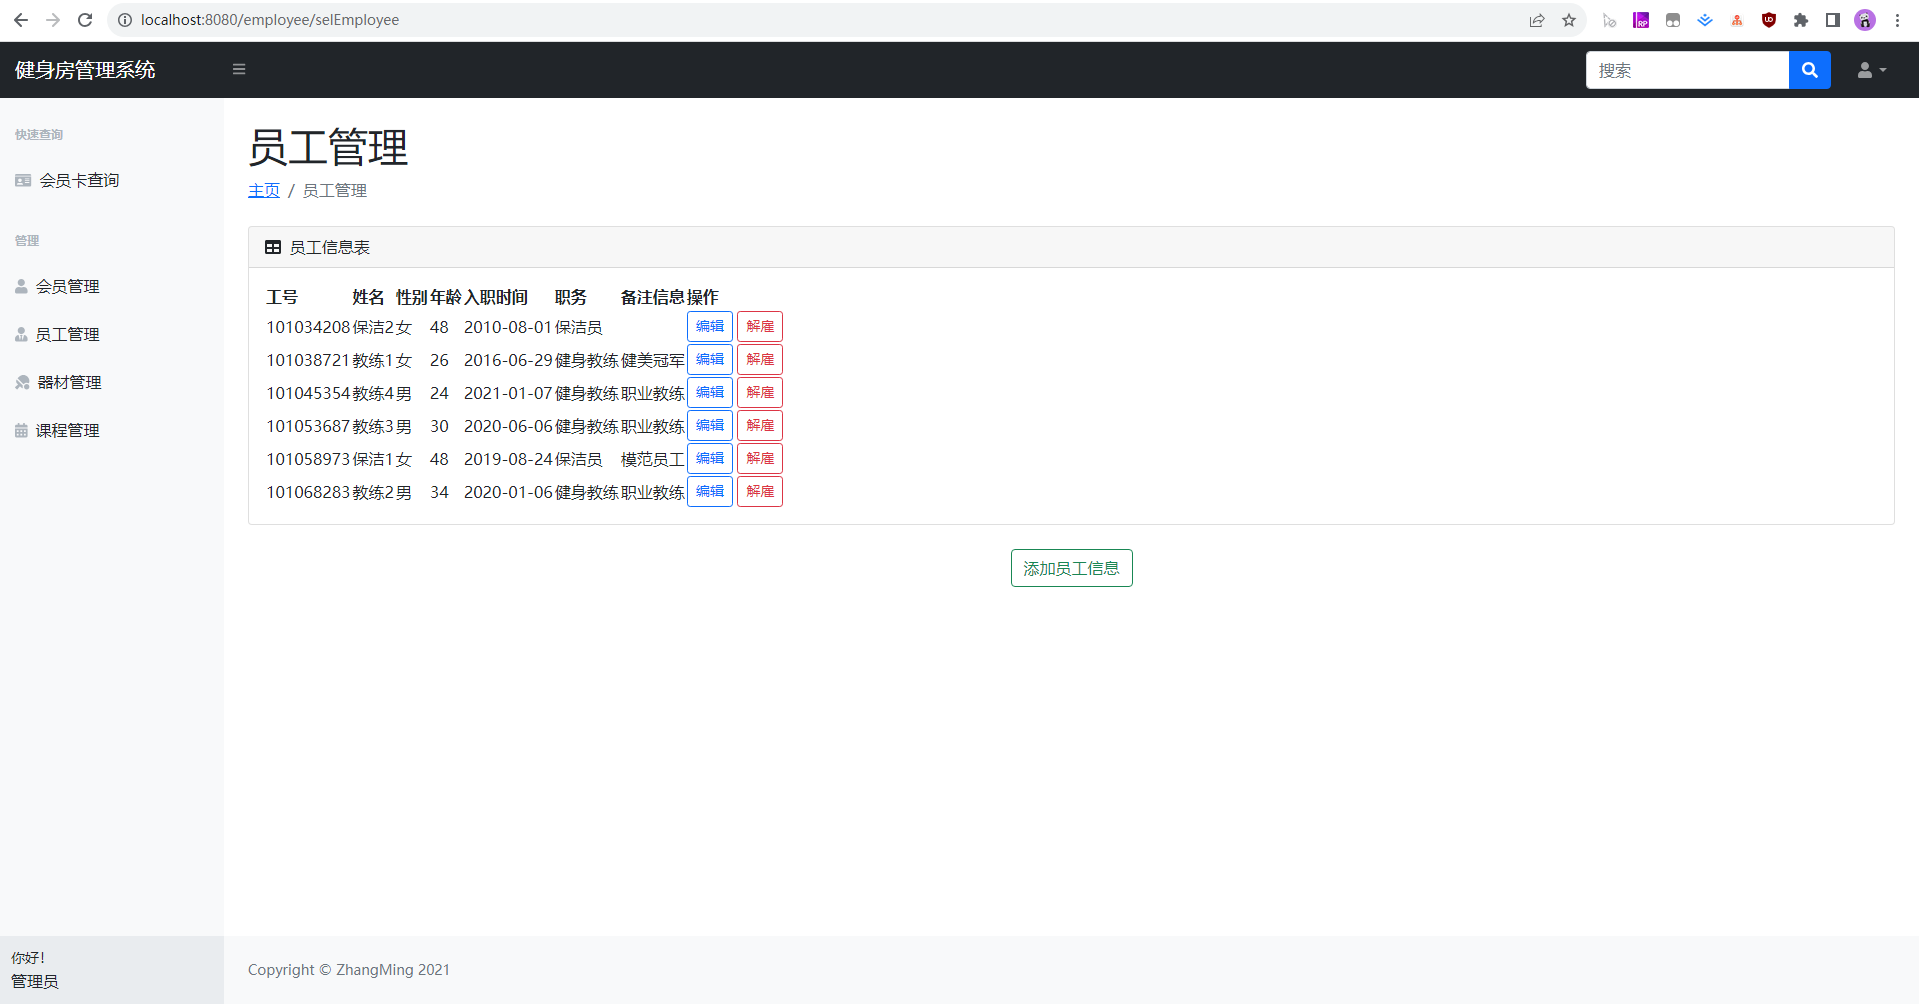 localhost:8080/employee/selEmployee
健身房管理系统
搜索
快速查询
会员卡查询
管理
会员管理
员工管理
器材管理
课程管理
员工管理
主页 / 员工管理
员工信息表
工号 姓名 性别 年龄 入职时间 职务 备注信息 操作
101034208 保洁2 女 48 2010-08-01 保洁员 编辑 解雇
101038721 教练1 女 26 2016-06-29 健身教练 健美冠军 编辑 解雇
101045354 教练4 男 24 2021-01-07 健身教练 职业教练 编辑 解雇
101053687 教练3 男 30 2020-06-06 健身教练 职业教练 编辑 解雇
101058973 保洁1 女 48 2019-08-24 保洁员 模范员工 编辑 解雇
101068283 教练2 男 34 2020-01-06 健身教练 职业教练 编辑 解雇
添加员工信息
你好！
管理员
Copyright © ZhangMing 2021